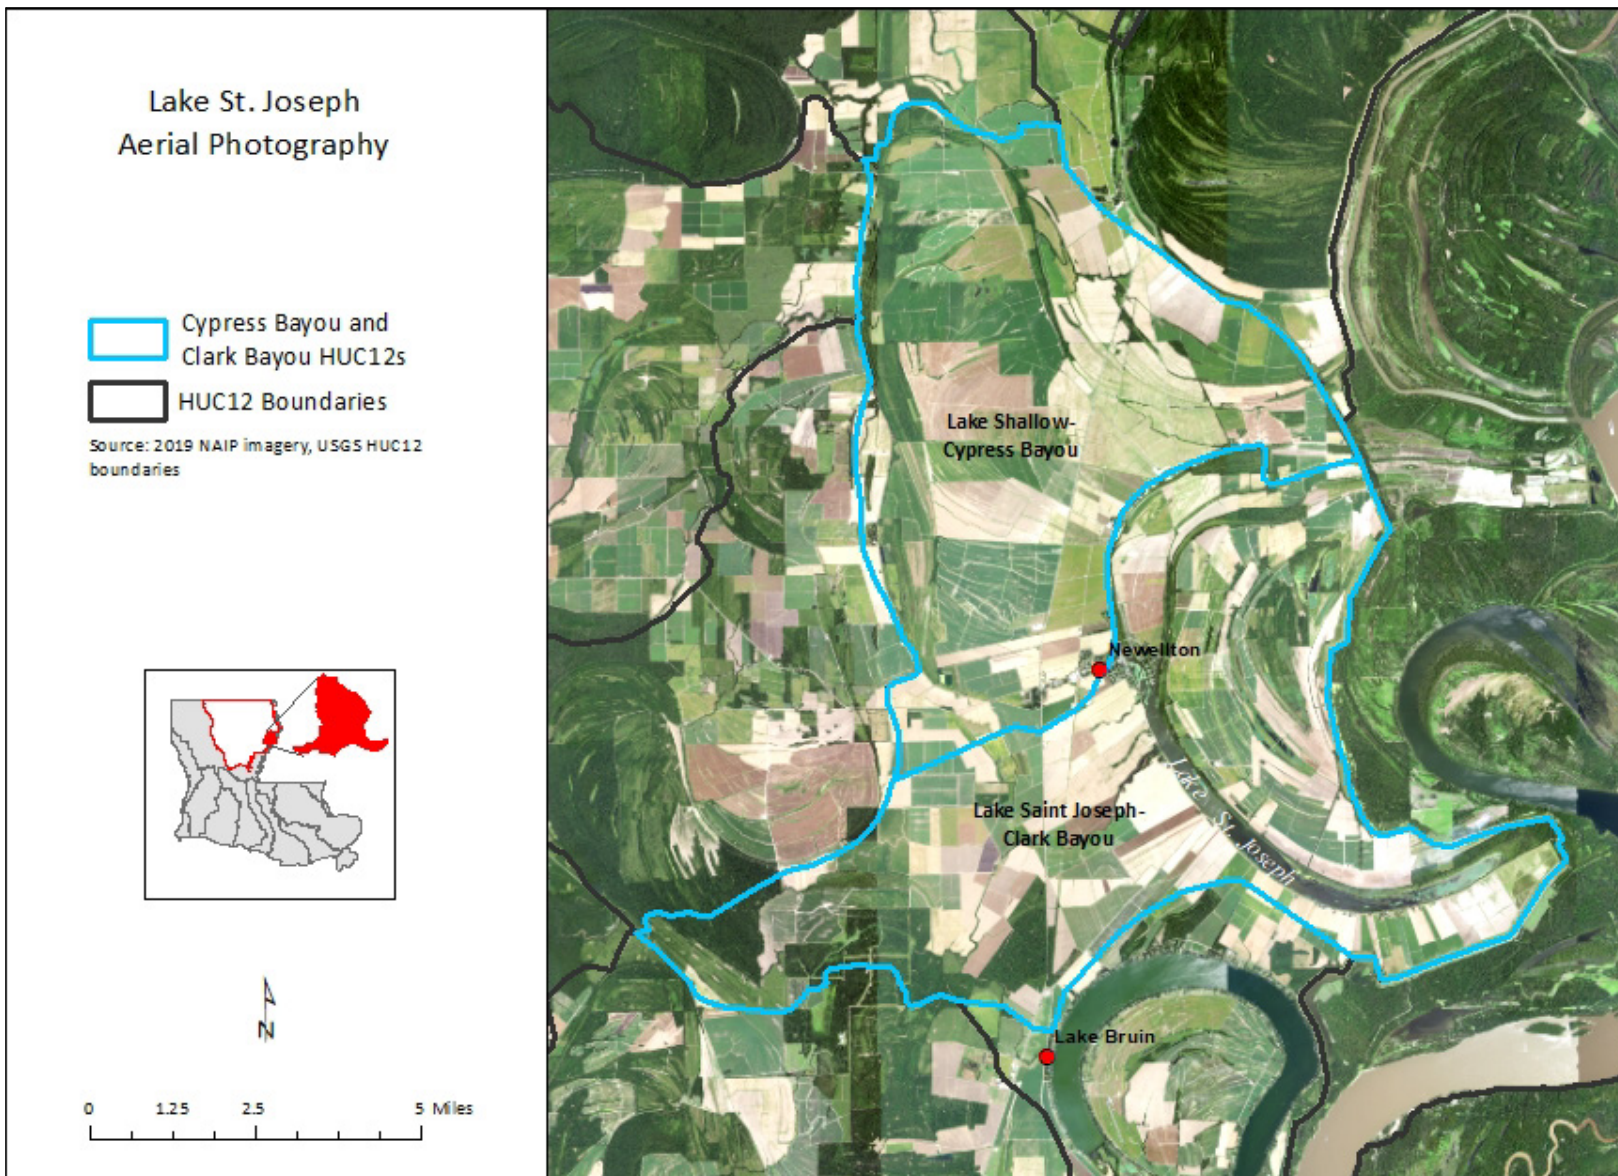 Lake St. Joseph
Aerial Photography
Cypress Bayou and
Clark Bayou HUC12s
HUC12 Boundaries
Source: 2019 NAIP imagery, USGS HUC12
boundaries
N
0 1.25 2.5 5 Miles
Lake Shallow-
Cypress Bayou
Newellton
Lake St. Joseph
Lake Saint Joseph-
Clark Bayou
Lake Bruin